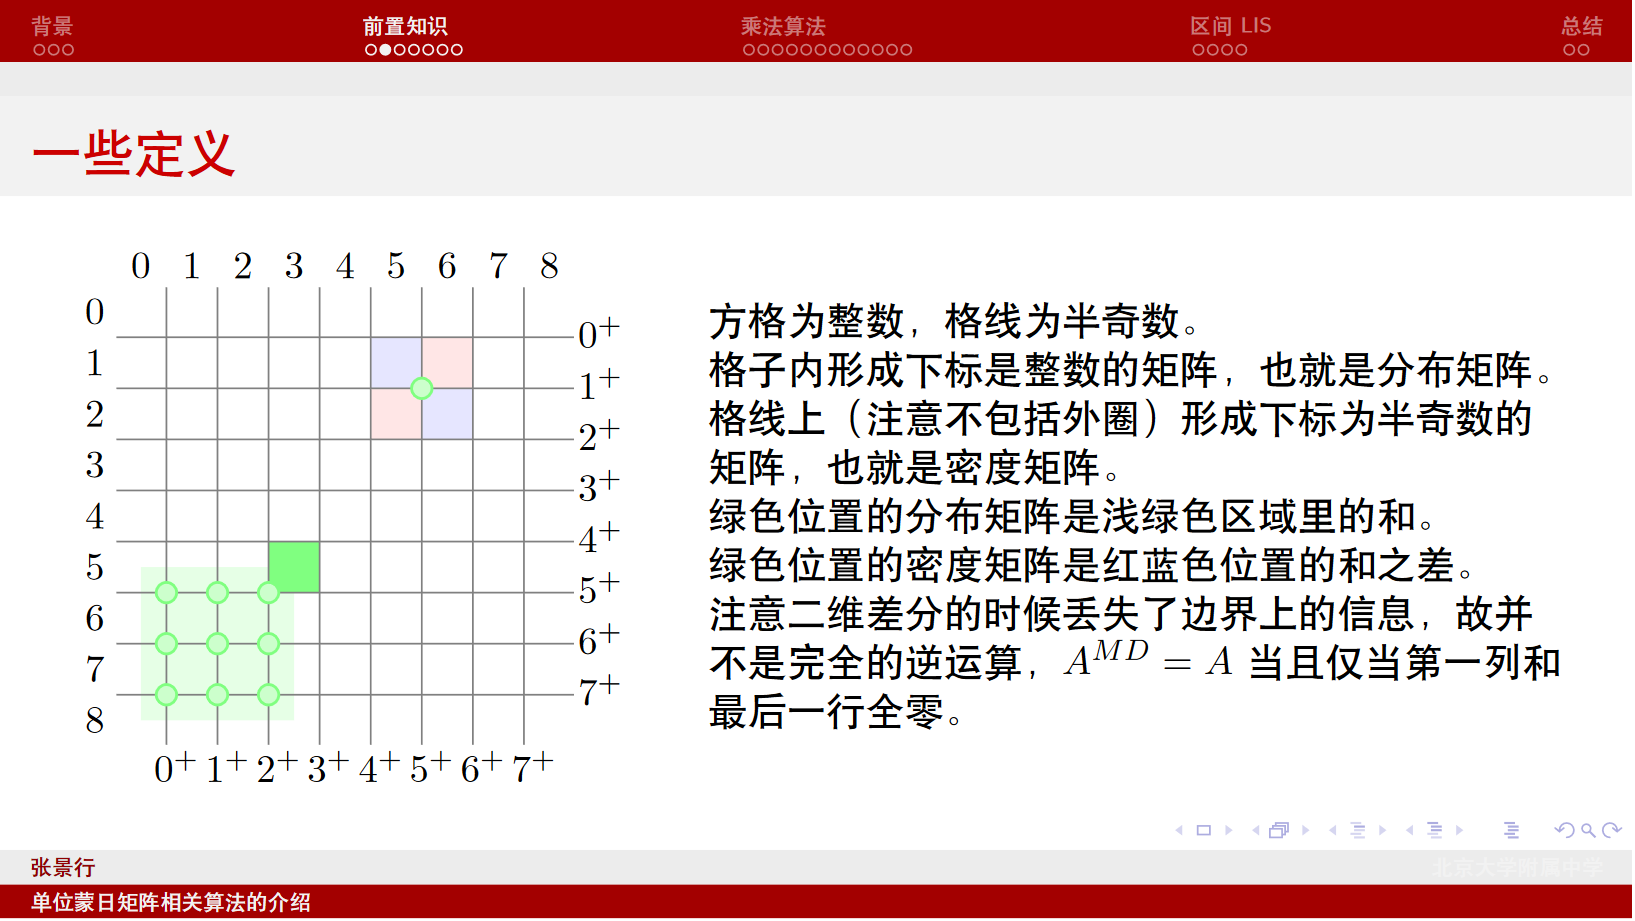 背景 前置知识 乘法算法 区间 LIS 总结
一些定义
0 1 2 3 4 5 6 7 8
0
0⁺
1
1⁺
2
2⁺
3
3⁺
4
4⁺
5
5⁺
6
6⁺
7
7⁺
8
0⁺ 1⁺ 2⁺ 3⁺ 4⁺ 5⁺ 6⁺ 7⁺
方格为整数，格线为半奇数。
格子内形成下标是整数的矩阵，也就是分布矩阵。
格线上（注意不包括外圈）形成下标为半奇数的
矩阵，也就是密度矩阵。
绿色位置的分布矩阵是浅绿色区域里的和。
绿色位置的密度矩阵是红蓝色位置的和之差。
注意二维差分的时候丢失了边界上的信息，故并
不是完全的逆运算，Aᴹᴰ = A 当且仅当第一列和
最后一行全零。
张景行 北京大学附属中学
单位蒙日矩阵相关算法的介绍